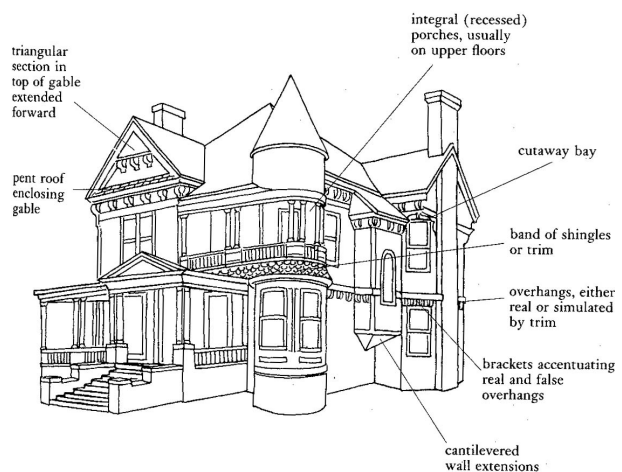 integral (recessed)
porches, usually
on upper floors
triangular
section in
top of gable
extended
forward
cutaway bay
pent roof
enclosing
gable
band of shingles
or trim
overhangs, either
real or simulated
by trim
brackets accentuating
real and false
overhangs
cantilevered
wall extensions